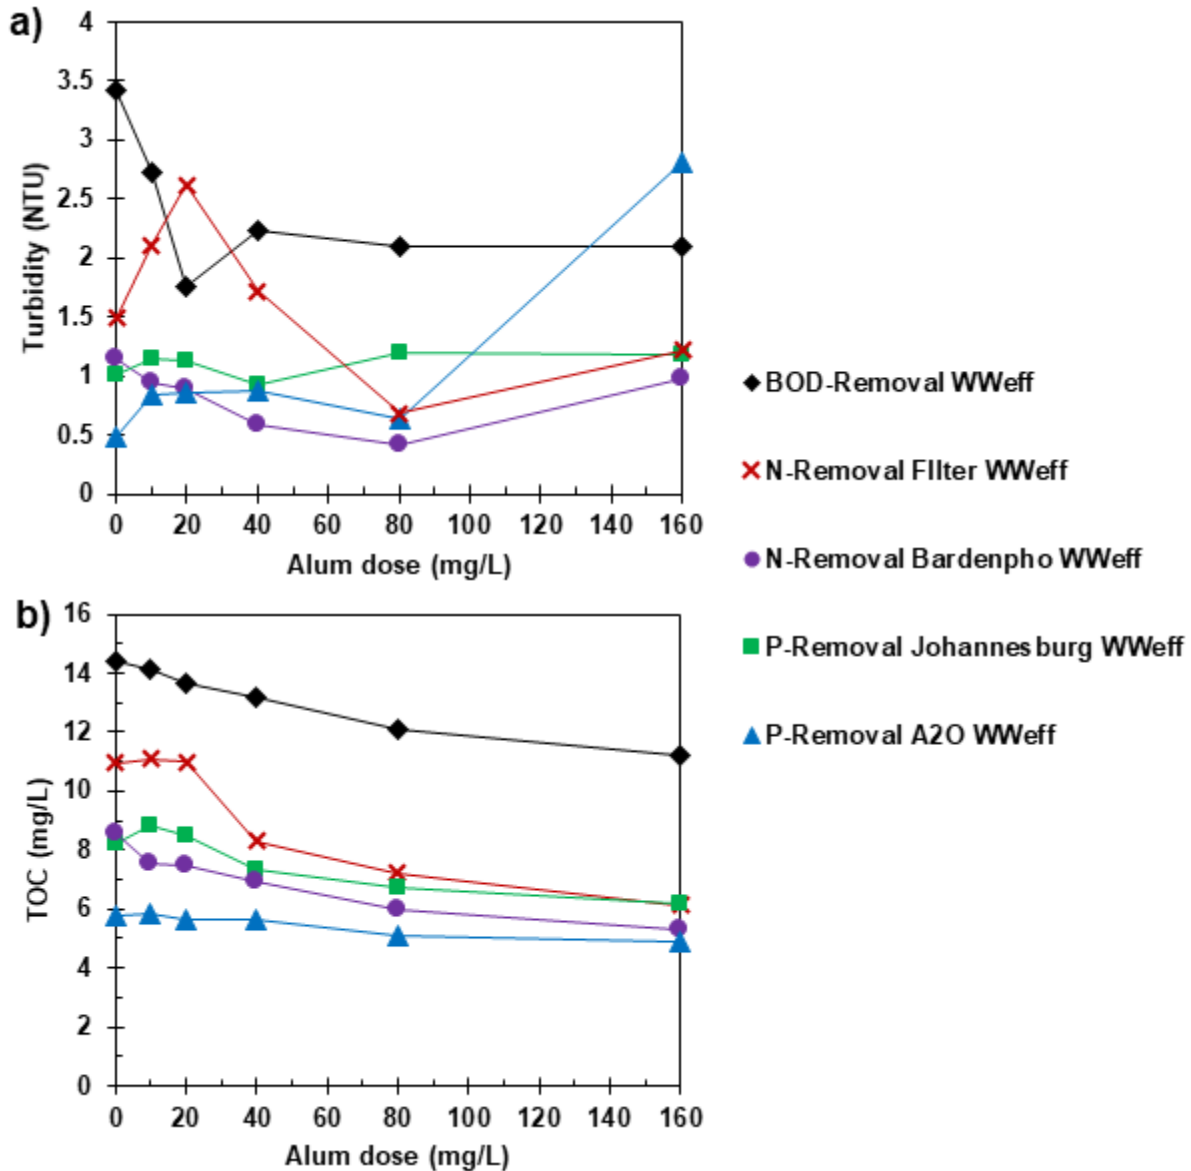 a)
4
3.5
3
2.5
2
1.5
1
0.5
0
Turbidity (NTU)
0 20 40 60 80 100 120 140 160
Alum dose (mg/L)
BOD-Removal WWeff
N-Removal FIlter WWeff
N-Removal Bardenpho WWeff
P-Removal Johannesburg WWeff
P-Removal A2O WWeff
b)
16
14
12
10
8
6
4
2
0
TOC (mg/L)
0 20 40 60 80 100 120 140 160
Alum dose (mg/L)